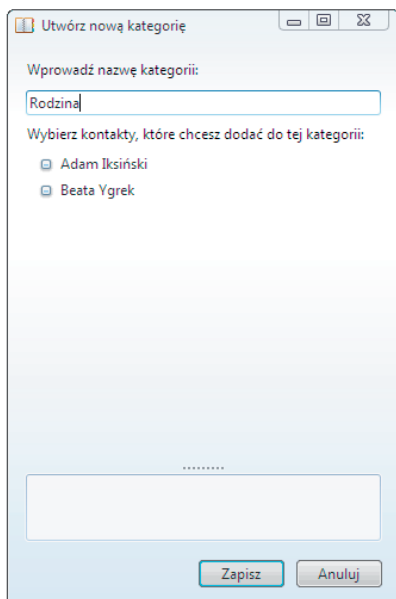 Utwórz nową kategorię
Wprowadź nazwę kategorii:
Rodzina
Wybierz kontakty, które chcesz dodać do tej kategorii:
Adam Iksiński
Beata Ygrek
Zapisz
Anuluj